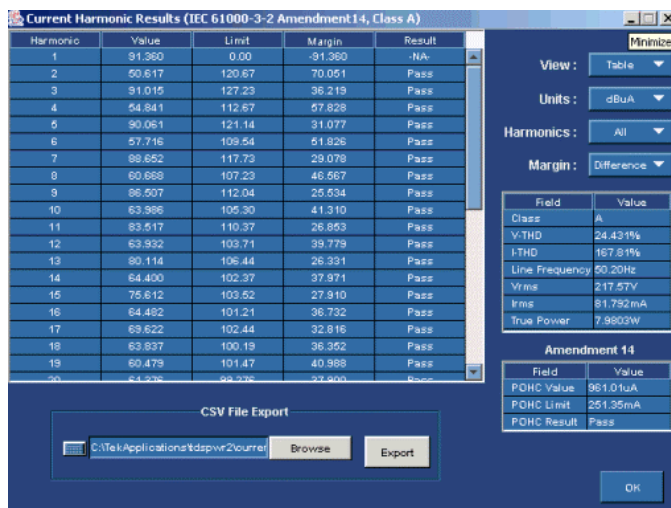 Current Harmonic Results (IEC 61000-3-2 Amendment14, Class A)
Minimize
Harmonic Value Limit Margin Result
1 91.360 0.00 -91.360 -NA-
2 50.617 120.67 70.051 Pass
3 91.015 127.23 36.219 Pass
4 54.841 112.67 57.828 Pass
5 90.061 121.14 31.077 Pass
6 57.716 109.54 51.826 Pass
7 88.652 117.73 29.078 Pass
8 60.668 107.23 46.567 Pass
9 86.507 112.04 25.534 Pass
10 63.986 105.30 41.310 Pass
11 83.517 110.37 26.853 Pass
12 63.932 103.71 39.779 Pass
13 80.114 106.44 26.331 Pass
14 64.400 102.37 37.971 Pass
15 75.612 103.52 27.910 Pass
16 64.482 101.21 36.732 Pass
17 69.622 102.44 32.816 Pass
18 63.837 100.19 36.352 Pass
19 60.479 101.47 40.988 Pass
View : Table
Units : dBuA
Harmonics : All
Margin : Difference
Field Value
Class A
V-THD 24.431%
I-THD 167.81%
Line Frequency 50.20Hz
Vrms 217.57V
Irms 81.792mA
True Power 7.9803W
Amendment 14
Field Value
POHC Value 961.01uA
POHC Limit 251.35mA
POHC Result Pass
CSV File Export
C:\TekApplications\tdspwr2\currer
Browse
Export
OK